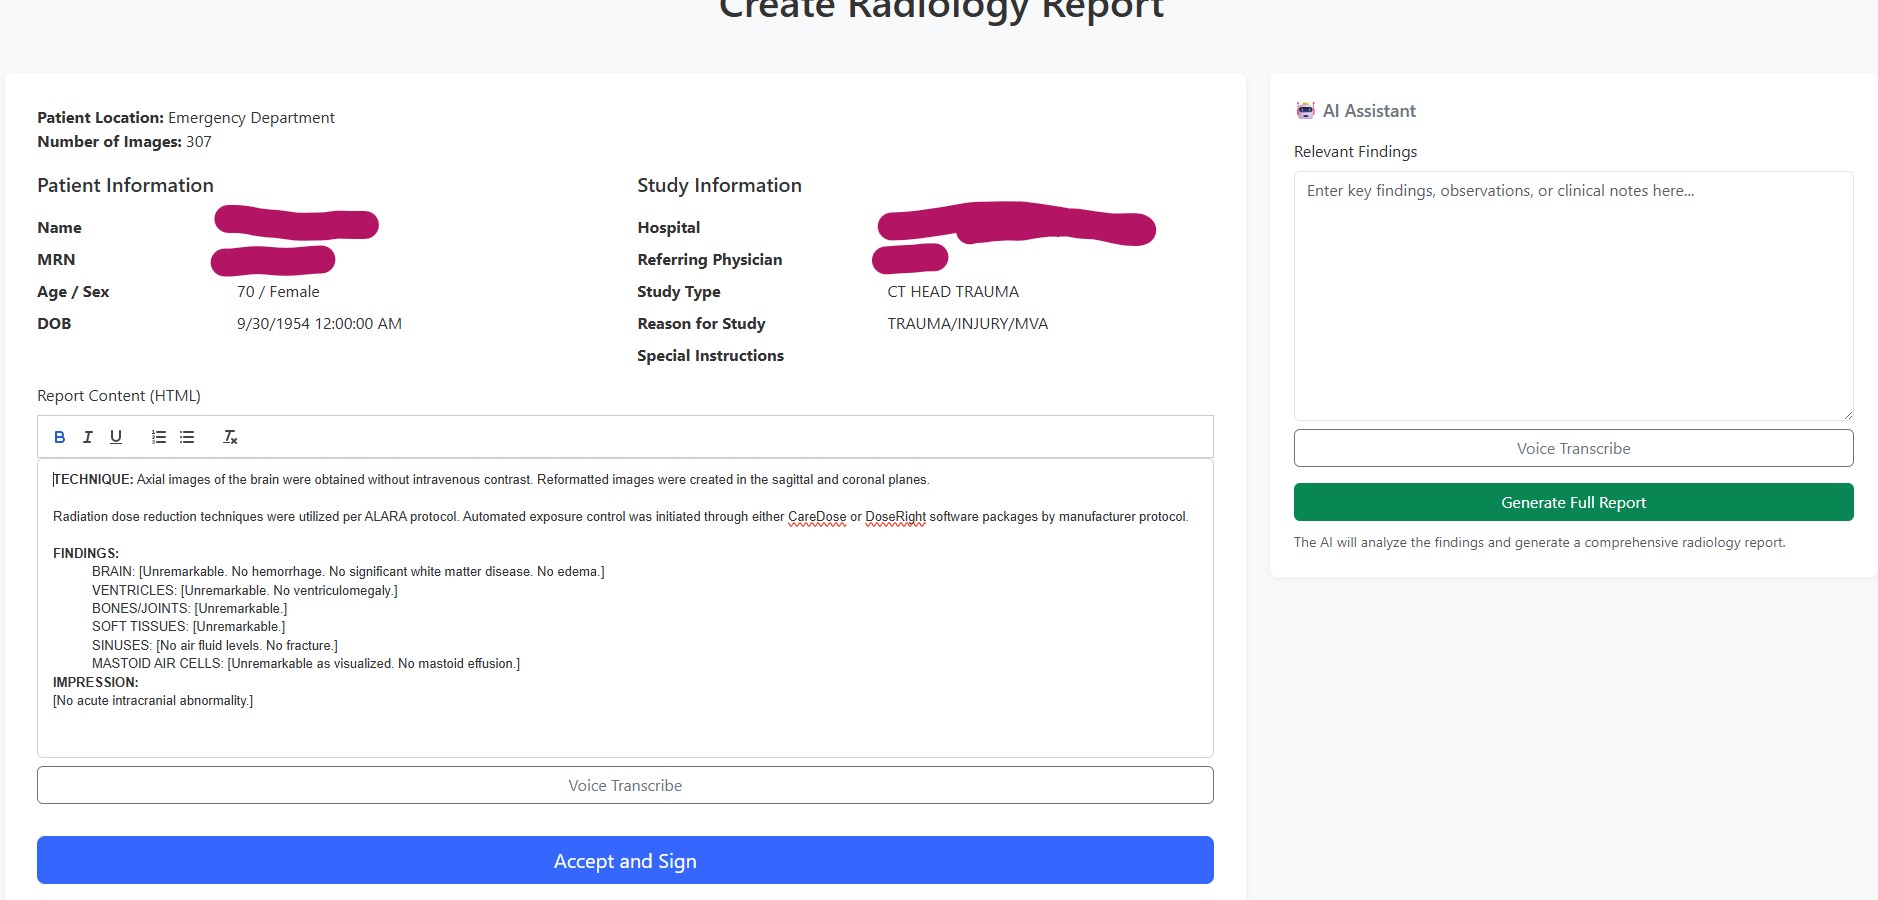 Create Radiology Report
Patient Location: Emergency Department
Number of Images: 307
Patient Information
Name
MRN
Age / Sex 70 / Female
DOB 9/30/1954 12:00:00 AM
Study Information
Hospital
Referring Physician
Study Type CT HEAD TRAUMA
Reason for Study TRAUMA/INJURY/MVA
Special Instructions
Report Content (HTML)
B I U
TECHNIQUE: Axial images of the brain were obtained without intravenous contrast. Reformatted images were created in the sagittal and coronal planes.
Radiation dose reduction techniques were utilized per ALARA protocol. Automated exposure control was initiated through either CareDose or DoseRight software packages by manufacturer protocol.
FINDINGS:
BRAIN: [Unremarkable. No hemorrhage. No significant white matter disease. No edema.]
VENTRICLES: [Unremarkable. No ventriculomegaly.]
BONES/JOINTS: [Unremarkable.]
SOFT TISSUES: [Unremarkable.]
SINUSES: [No air fluid levels. No fracture.]
MASTOID AIR CELLS: [Unremarkable as visualized. No mastoid effusion.]
IMPRESSION:
[No acute intracranial abnormality.]
Voice Transcribe
Accept and Sign
AI Assistant
Relevant Findings
Enter key findings, observations, or clinical notes here...
Voice Transcribe
Generate Full Report
The AI will analyze the findings and generate a comprehensive radiology report.